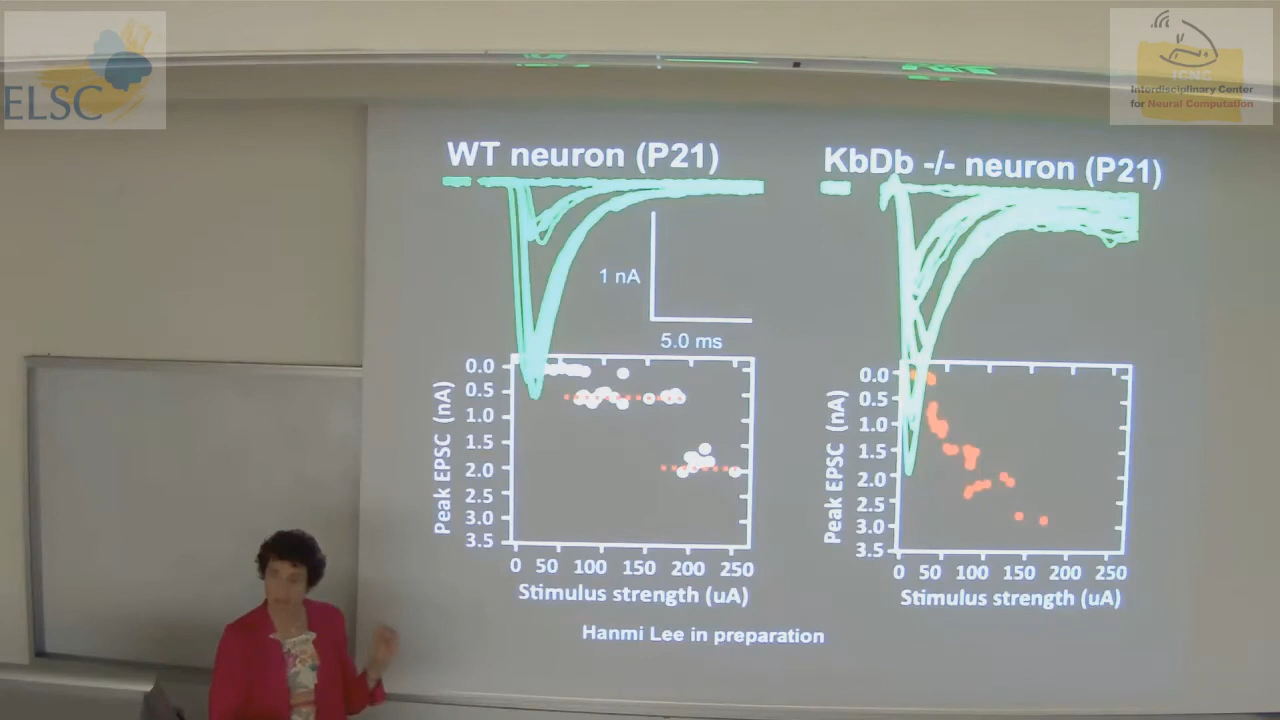 ELSC
ICNC
Interdisciplinary Center
for Neural Computation
WT neuron (P21)
1 nA
5.0 ms
Peak EPSC (nA)
0.0
0.5
1.0
1.5
2.0
2.5
3.0
3.5
0 50 100 150 200 250
Stimulus strength (uA)
KbDb -/- neuron (P21)
Peak EPSC (nA)
0.0
0.5
1.0
1.5
2.0
2.5
3.0
3.5
0 50 100 150 200 250
Stimulus strength (uA)
Hanmi Lee in preparation